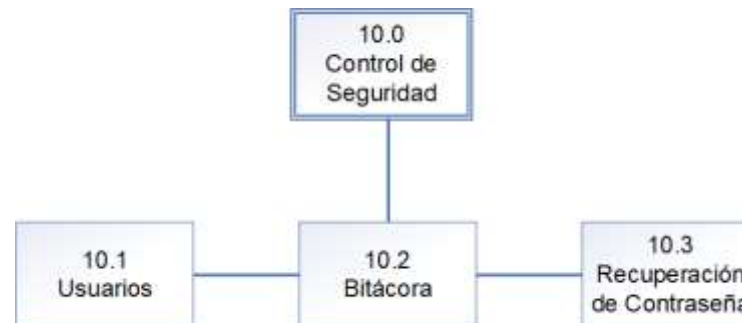 10.0
Control de
Seguridad
10.1
Usuarios
10.2
Bitácora
10.3
Recuperación
de Contraseña